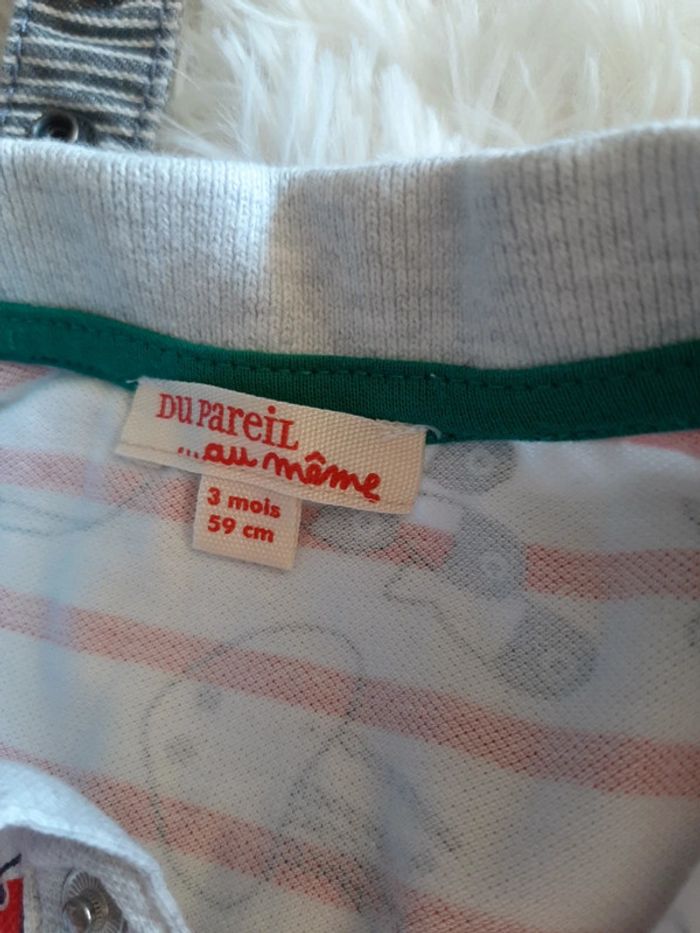 DU PAREIL
...au même
3 mois
59 cm